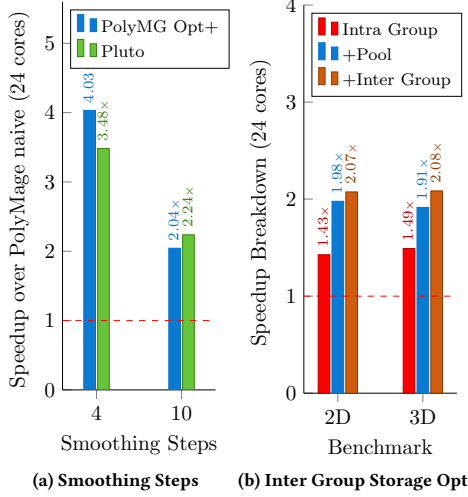 Speedup over PolyMage naive (24 cores)
5
4
3
2
1
0
PolyMG Opt+
Pluto
4.03
3.48×
2.04×
2.24×
4
10
Smoothing Steps
(a) Smoothing Steps
Speedup Breakdown (24 cores)
4
3
2
1
0
Intra Group
+Pool
+Inter Group
1.43×
1.98×
2.07×
1.49×
1.91×
2.08×
2D
3D
Benchmark
(b) Inter Group Storage Opt